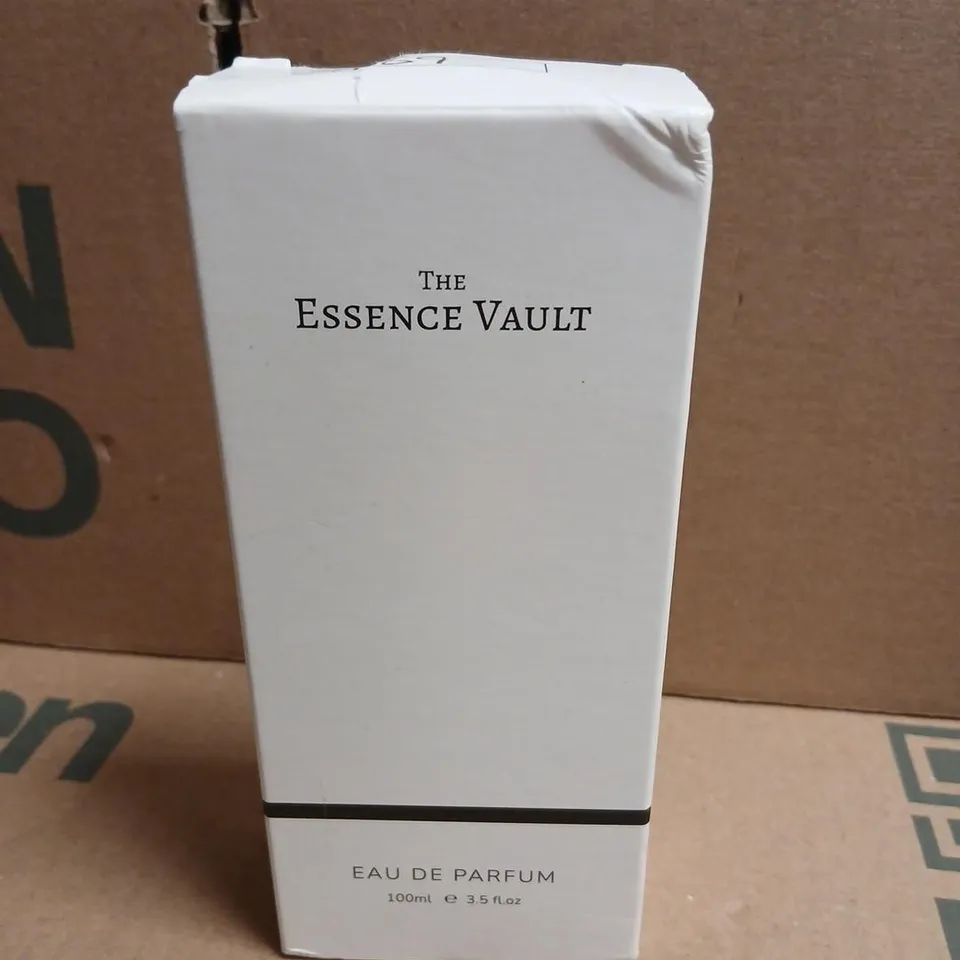 THE
ESSENCE VAULT
EAU DE PARFUM
100ml e 3.5 fl.oz